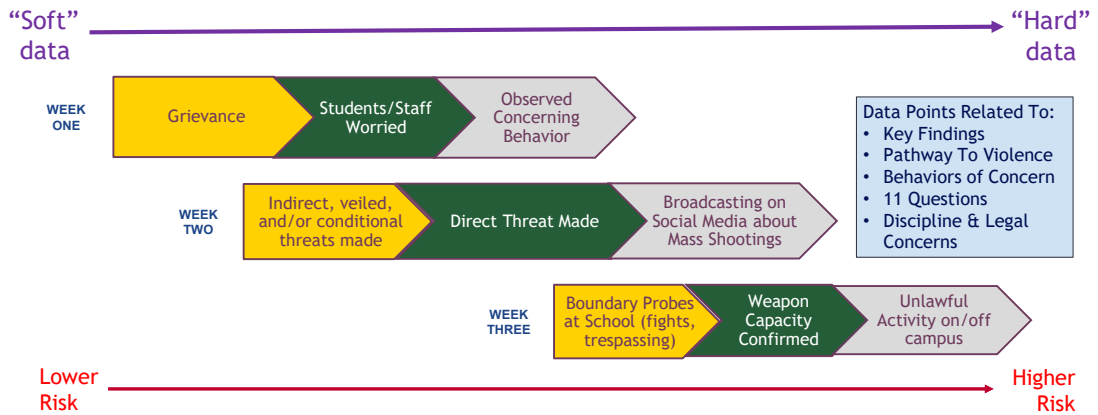 “Soft”
data
“Hard”
data
WEEK
ONE
Grievance
Students/Staff
Worried
Observed
Concerning
Behavior
Data Points Related To:
• Key Findings
• Pathway To Violence
• Behaviors of Concern
• 11 Questions
• Discipline & Legal
Concerns
WEEK
TWO
Indirect, veiled,
and/or conditional
threats made
Direct Threat Made
Broadcasting on
Social Media about
Mass Shootings
WEEK
THREE
Boundary Probes
at School (fights,
trespassing)
Weapon
Capacity
Confirmed
Unlawful
Activity on/off
campus
Lower
Risk
Higher
Risk